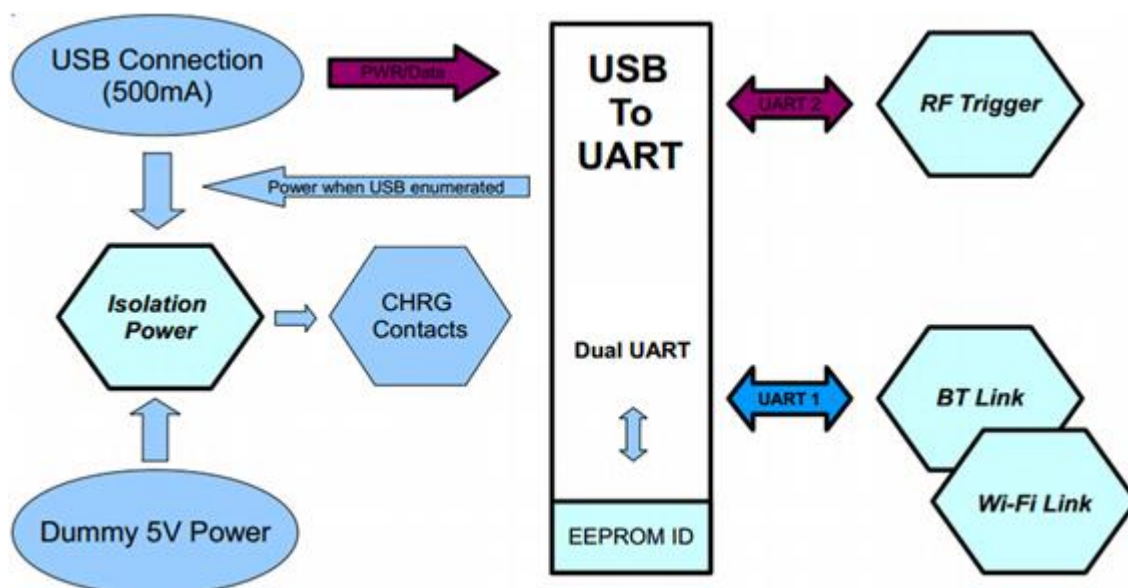 USB Connection
(500mA)
PWR/Data
USB
To
UART
UART 2
RF Trigger
Power when USB enumerated
Isolation
Power
CHRG
Contacts
Dual UART
UART 1
BT Link
Wi-Fi Link
Dummy 5V Power
EEPROM ID